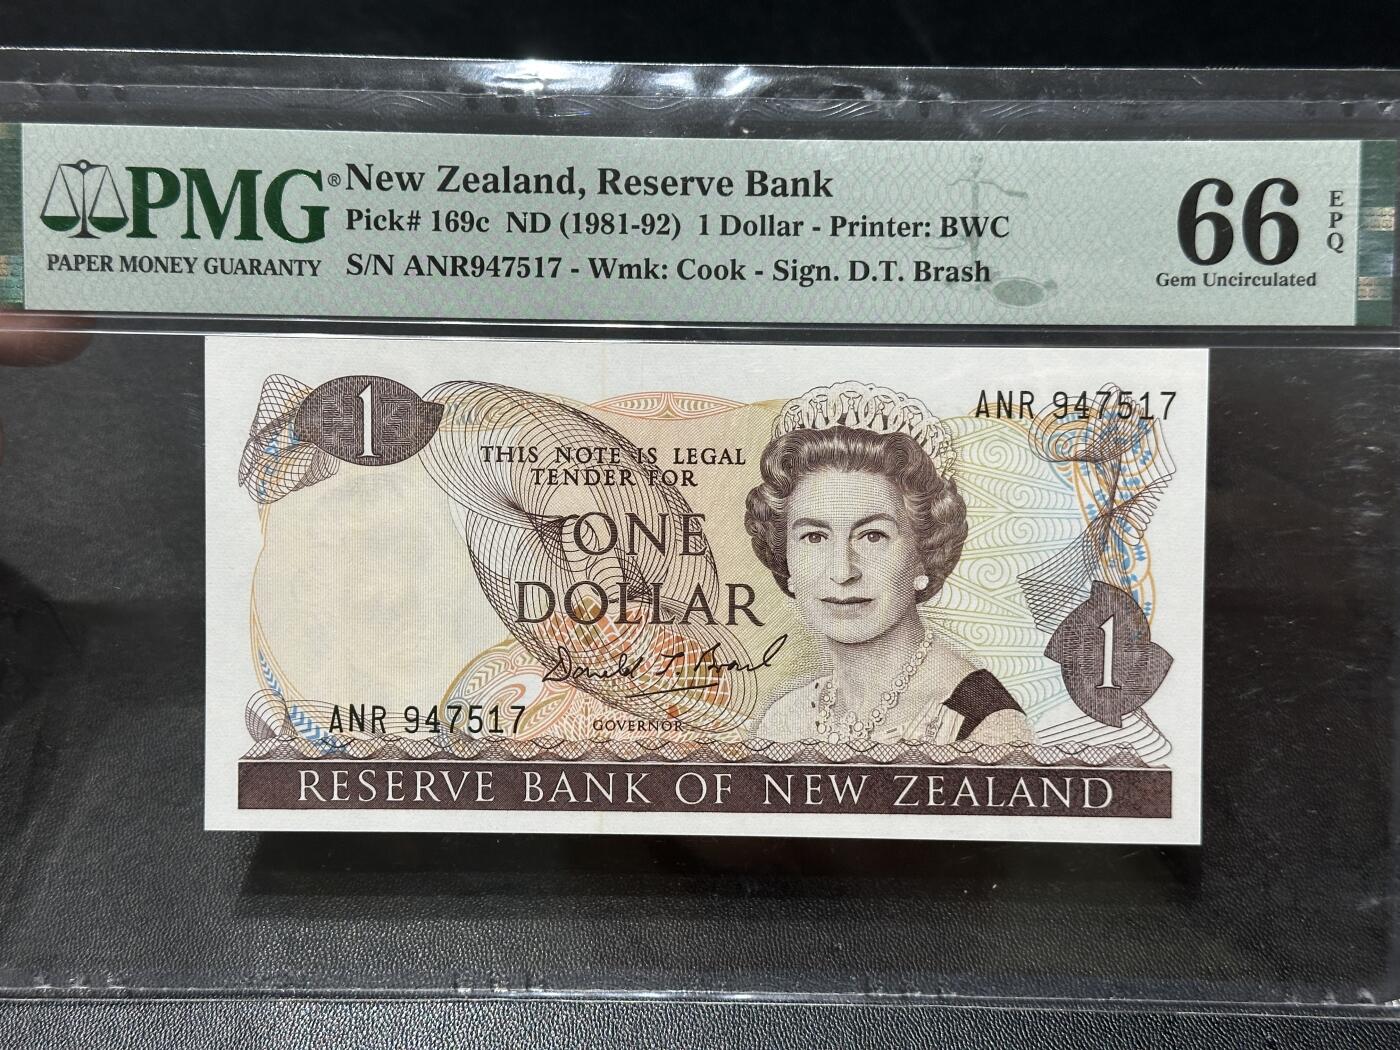 PMG®
PAPER MONEY GUARANTY
New Zealand, Reserve Bank
Pick# 169c ND (1981-92) 1 Dollar - Printer: BWC
S/N ANR947517 - Wmk: Cook - Sign. D.T. Brash
66
EPQ
Gem Uncirculated
1
ANR 947517
THIS NOTE IS LEGAL
TENDER FOR
ONE
DOLLAR
Donald T. Brash
1
ANR 947517
GOVERNOR
RESERVE BANK OF NEW ZEALAND